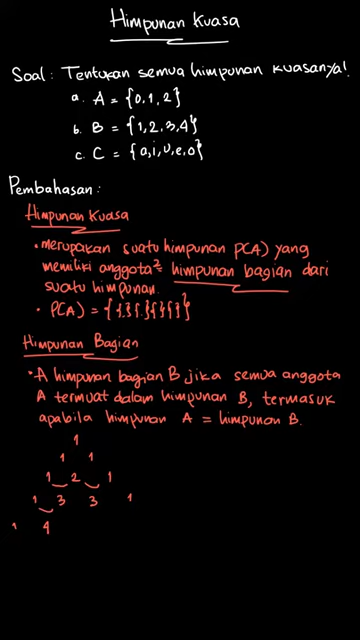 Himpunan Kuasa
Soal : Tentukan semua himpunan kuasanya!
a. A = {0,1,2}
b. B = {1,2,3,4}
c. C = {a,i,u,e,o}
Pembahasan :
Himpunan Kuasa
• merupakan suatu himpunan P(A) yang
memiliki anggota² = himpunan bagian dari
suatu himpunan.
• P(A) = {{ } { } { } { }}
Himpunan Bagian
• A himpunan bagian B jika semua anggota
A termuat dalam himpunan B, termasuk
apabila himpunan A = himpunan B.
1
1 1
1 2 1
1 3 3 1
1 4